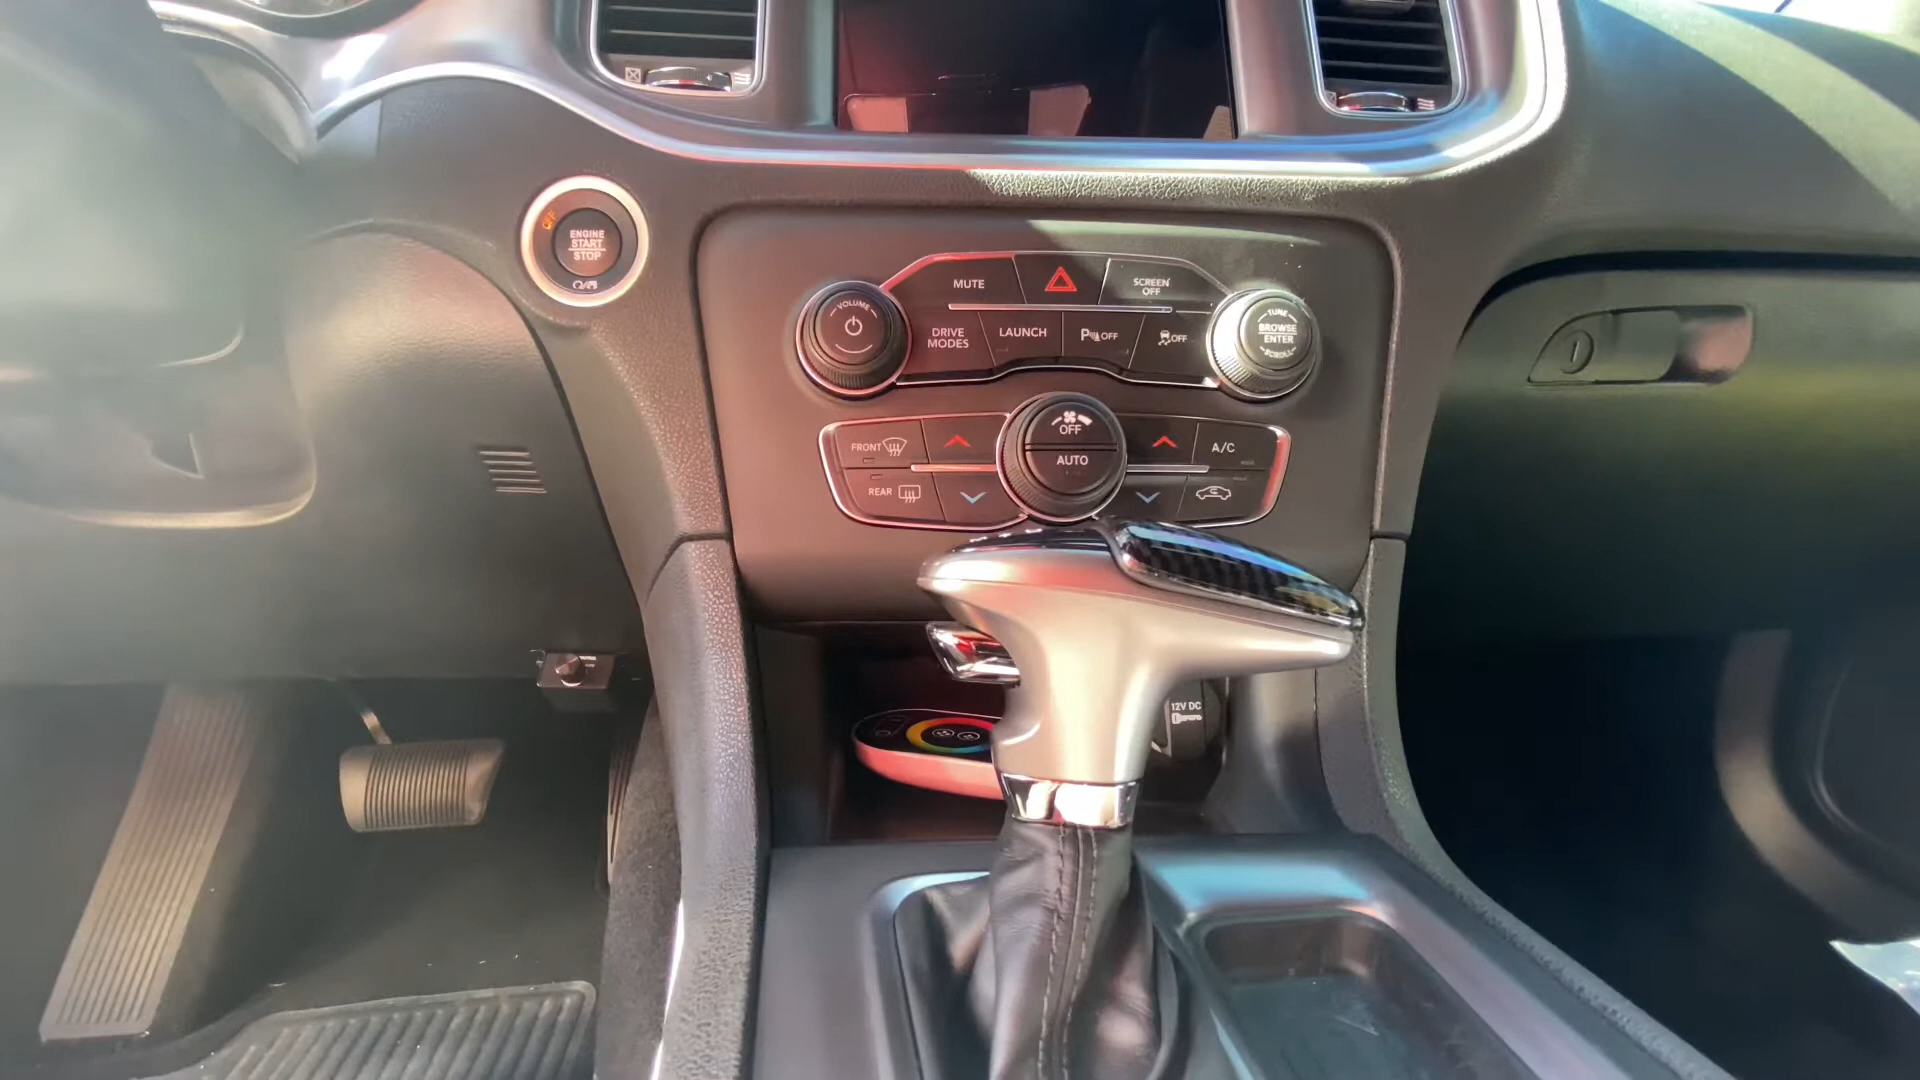 OFF
ENGINE
START
STOP
MUTE
SCREEN
OFF
VOLUME
DRIVE
MODES
LAUNCH
P OFF
OFF
TUNE
BROWSE
ENTER
SCROLL
OFF
AUTO
FRONT
A/C
REAR
12V DC